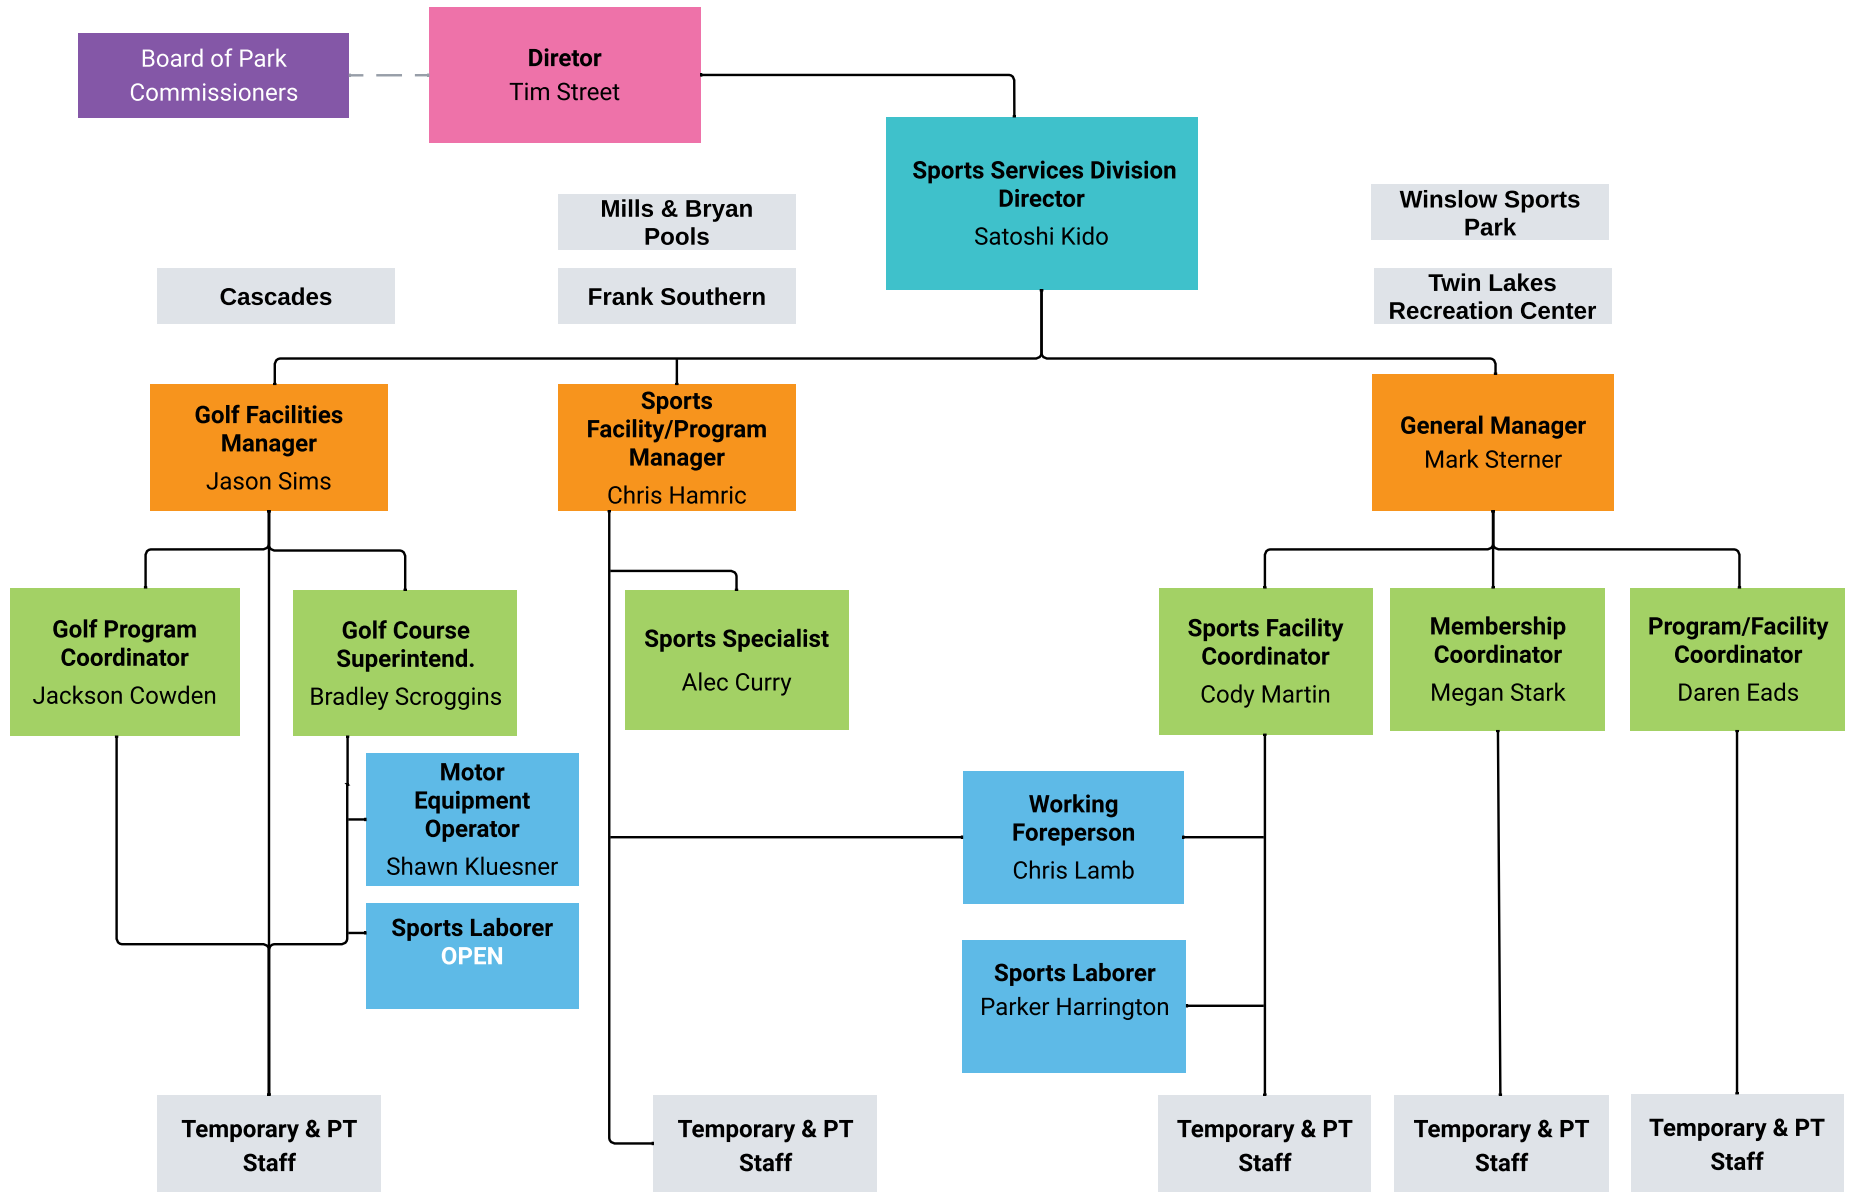 Board of Park
Commissioners
Diretor
Tim Street
Sports Services Division
Director
Satoshi Kido
Mills & Bryan
Pools
Winslow Sports
Park
Cascades
Frank Southern
Twin Lakes
Recreation Center
Golf Facilities
Manager
Jason Sims
Sports
Facility/Program
Manager
Chris Hamric
General Manager
Mark Sterner
Golf Program
Coordinator
Jackson Cowden
Golf Course
Superintend.
Bradley Scroggins
Sports Specialist
Alec Curry
Sports Facility
Coordinator
Cody Martin
Membership
Coordinator
Megan Stark
Program/Facility
Coordinator
Daren Eads
Motor
Equipment
Operator
Shawn Kluesner
Working
Foreperson
Chris Lamb
Sports Laborer
OPEN
Sports Laborer
Parker Harrington
Temporary & PT
Staff
Temporary & PT
Staff
Temporary & PT
Staff
Temporary & PT
Staff
Temporary & PT
Staff